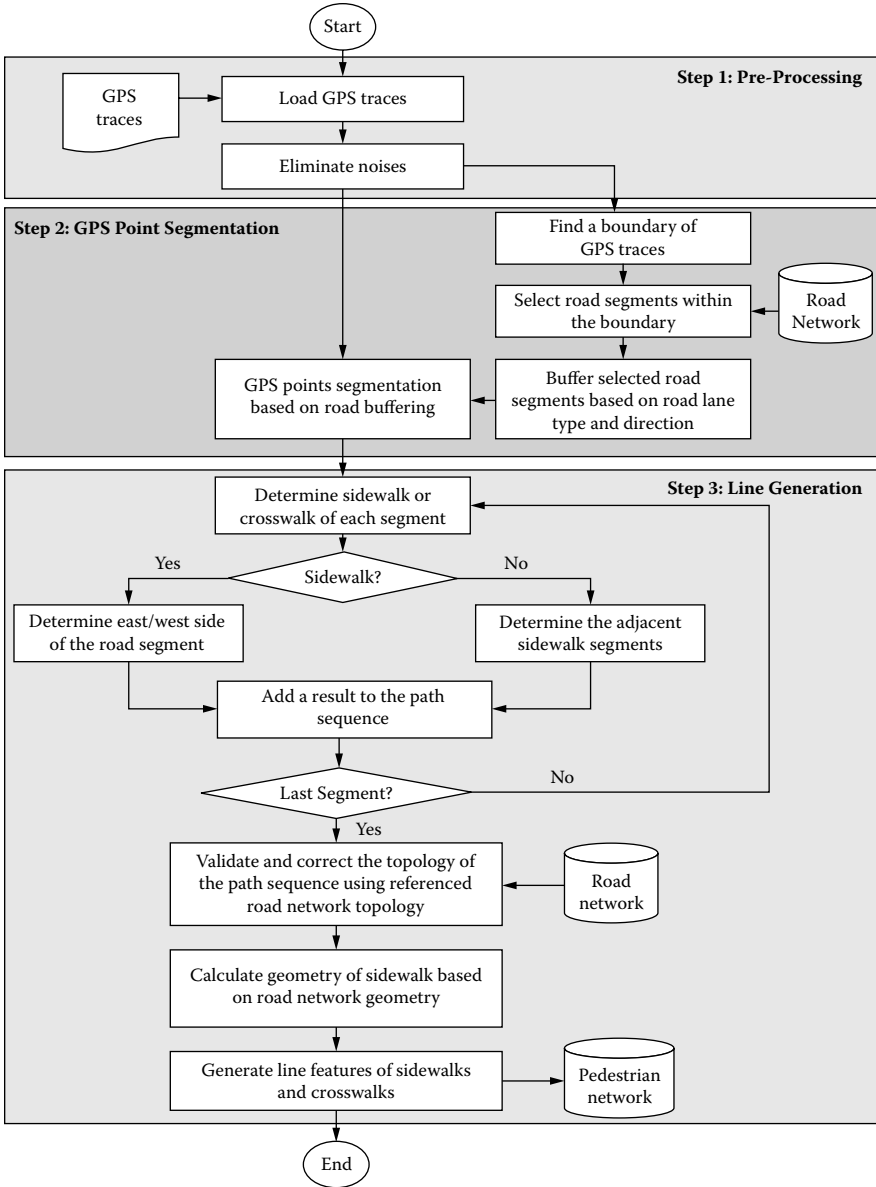 Start
Step 1: Pre-Processing
GPS
traces
Load GPS traces
Eliminate noises
Step 2: GPS Point Segmentation
Find a boundary of
GPS traces
Select road segments within
the boundary
Road
Network
GPS points segmentation
based on road buffering
Buffer selected road
segments based on road lane
type and direction
Step 3: Line Generation
Determine sidewalk or
crosswalk of each segment
Yes
Sidewalk?
No
Determine east/west side
of the road segment
Determine the adjacent
sidewalk segments
Add a result to the path
sequence
Last Segment?
No
Yes
Validate and correct the topology of
the path sequence using referenced
road network topology
Road
network
Calculate geometry of sidewalk based
on road network geometry
Generate line features of sidewalks
and crosswalks
Pedestrian
network
End